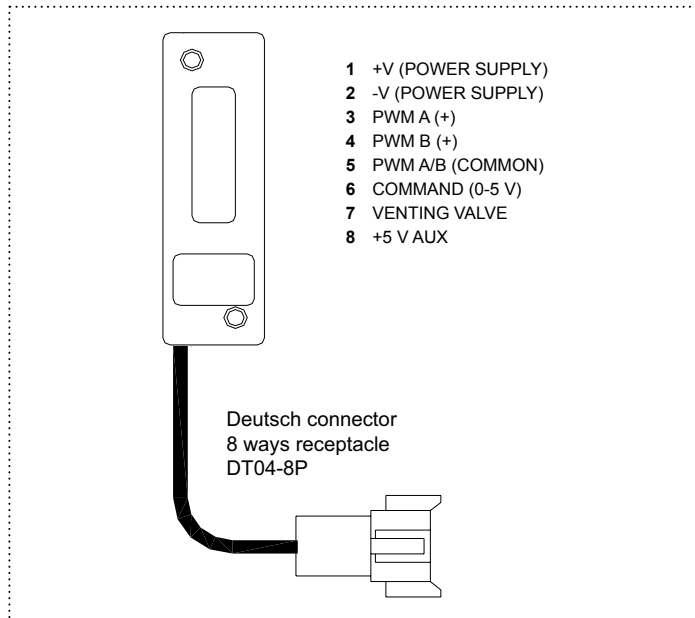 1 +V (POWER SUPPLY)
2 -V (POWER SUPPLY)
3 PWM A (+)
4 PWM B (+)
5 PWM A/B (COMMON)
6 COMMAND (0-5 V)
7 VENTING VALVE
8 +5 V AUX
Deutsch connector
8 ways receptacle
DT04-8P